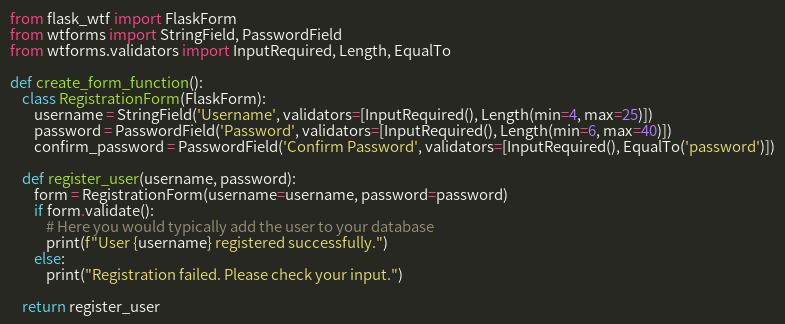 from flask_wtf import FlaskForm
from wtforms import StringField, PasswordField
from wtforms.validators import InputRequired, Length, EqualTo

def create_form_function():
    class RegistrationForm(FlaskForm):
        username = StringField('Username', validators=[InputRequired(), Length(min=4, max=25)])
        password = PasswordField('Password', validators=[InputRequired(), Length(min=6, max=40)])
        confirm_password = PasswordField('Confirm Password', validators=[InputRequired(), EqualTo('password')])

    def register_user(username, password):
        form = RegistrationForm(username=username, password=password)
        if form.validate():
            # Here you would typically add the user to your database
            print(f"User {username} registered successfully.")
        else:
            print("Registration failed. Please check your input.")

    return register_user